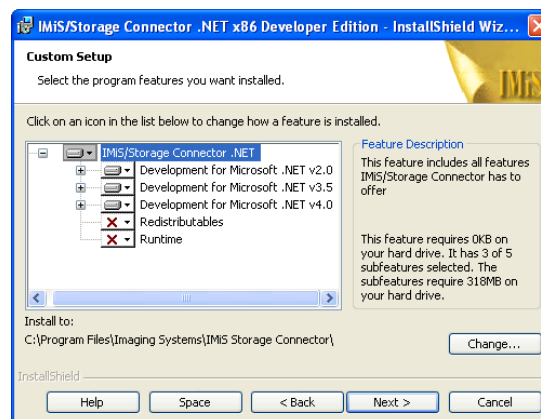 IMiS/Storage Connector .NET x86 Developer Edition - InstallShield Wiz...
Custom Setup
Select the program features you want installed.
IMiS
Click on an icon in the list below to change how a feature is installed.
IMiS/Storage Connector .NET
Development for Microsoft .NET v2.0
Development for Microsoft .NET v3.5
Development for Microsoft .NET v4.0
Redistributables
Runtime
Feature Description
This feature includes all features
IMiS/Storage Connector has to
offer
This feature requires 0KB on
your hard drive. It has 3 of 5
subfeatures selected. The
subfeatures require 318MB on
your hard drive.
Install to:
C:\Program Files\Imaging Systems\IMiS Storage Connector\
Change...
InstallShield
Help
Space
< Back
Next >
Cancel